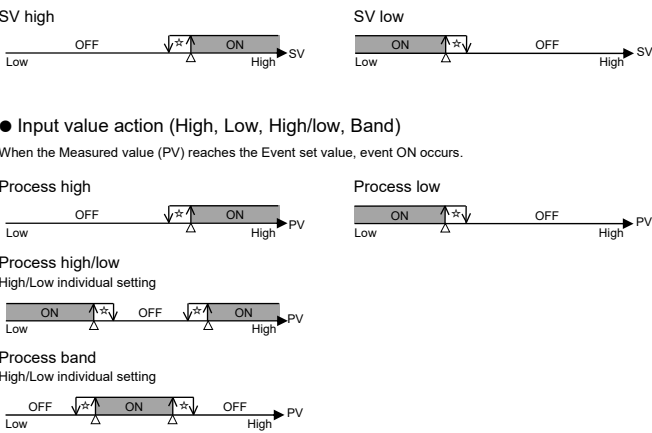 SV high
SV low
OFF ☆ ON SV
Low △ High
ON ☆ OFF SV
Low △ High
● Input value action (High, Low, High/low, Band)
When the Measured value (PV) reaches the Event set value, event ON occurs.
Process high
Process low
OFF ☆ ON PV
Low △ High
ON ☆ OFF PV
Low △ High
Process high/low
High/Low individual setting
ON ☆ OFF ☆ ON PV
Low △ △ High
Process band
High/Low individual setting
OFF ☆ ON ☆ OFF PV
Low △ △ High